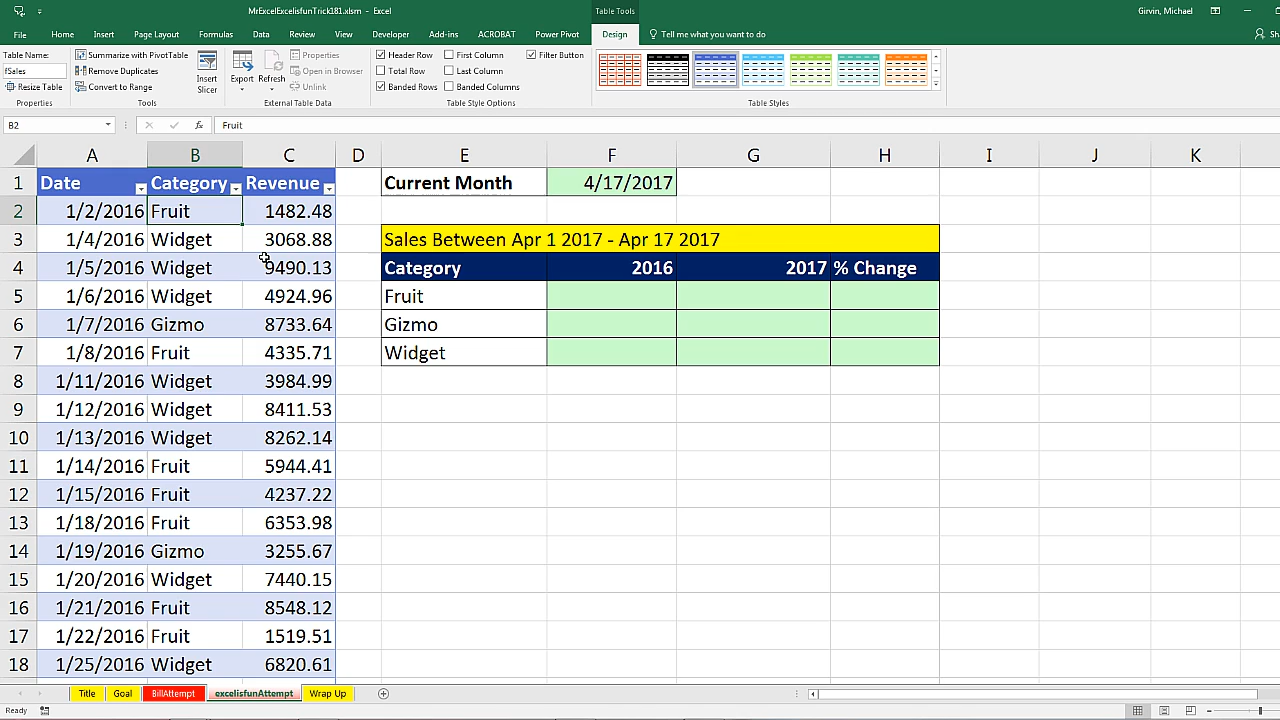 MrExcelExcelisfunTrick181.xlsm - Excel
Table Tools
Girvin, Michael
File Home Insert Page Layout Formulas Data Review View Developer Add-ins ACROBAT Power Pivot Design Tell me what you want to do
Table Name:
fSales
Resize Table
Properties
Summarize with PivotTable
Remove Duplicates
Convert to Range
Tools
Insert
Slicer
Export
Refresh
Properties
Open in Browser
Unlink
External Table Data
Header Row
Total Row
Banded Rows
First Column
Last Column
Banded Columns
Filter Button
Table Style Options
Table Styles
B2 fx Fruit
A B C D E F G H I J K
1 Date Category Revenue Current Month 4/17/2017
2 1/2/2016 Fruit 1482.48
3 1/4/2016 Widget 3068.88 Sales Between Apr 1 2017 - Apr 17 2017
4 1/5/2016 Widget 9490.13 Category 2016 2017 % Change
5 1/6/2016 Widget 4924.96 Fruit
6 1/7/2016 Gizmo 8733.64 Gizmo
7 1/8/2016 Fruit 4335.71 Widget
8 1/11/2016 Widget 3984.99
9 1/12/2016 Widget 8411.53
10 1/13/2016 Widget 8262.14
11 1/14/2016 Fruit 5944.41
12 1/15/2016 Fruit 4237.22
13 1/18/2016 Fruit 6353.98
14 1/19/2016 Gizmo 3255.67
15 1/20/2016 Widget 7440.15
16 1/21/2016 Fruit 8548.12
17 1/22/2016 Fruit 1519.51
18 1/25/2016 Widget 6820.61
Title Goal BillAttempt excelisfunAttempt Wrap Up
Ready